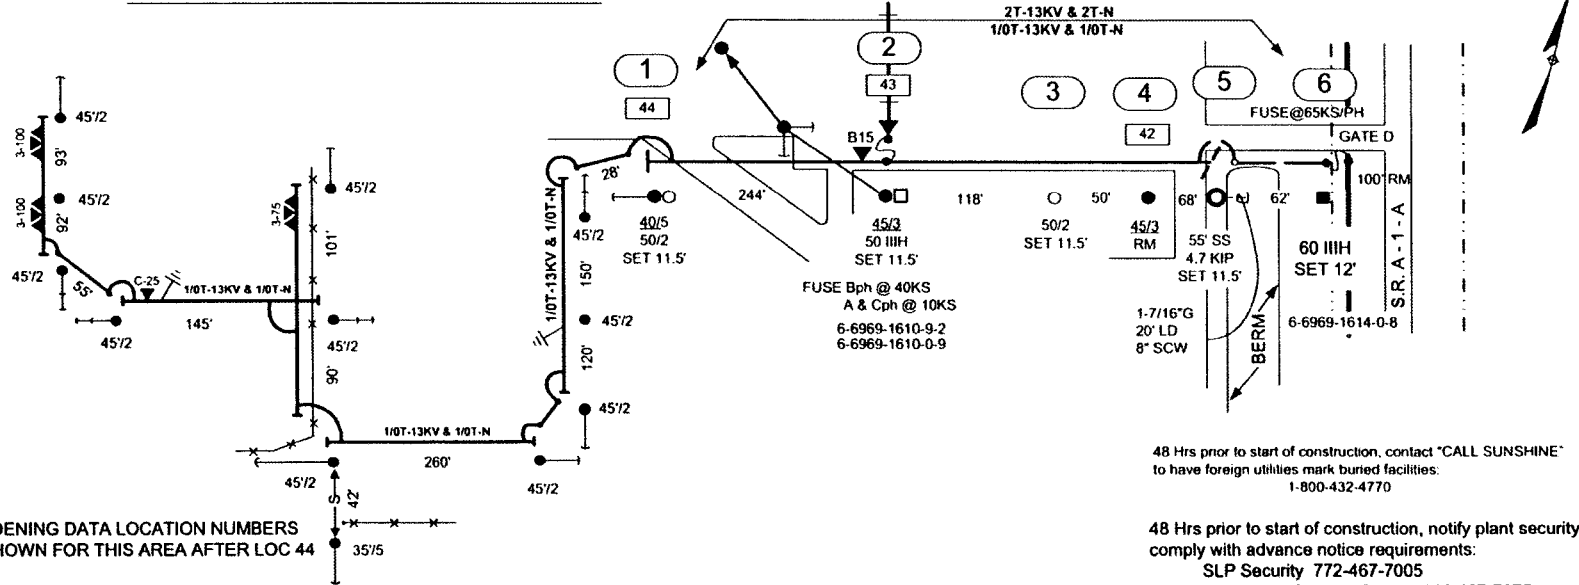 2T-13KV & 2T-N
1/0T-13KV & 1/0T-N
1
2
3
4
5
6
44
43
42
FUSE@65KS/PH
GATE D
B15
100' RM
S.R. A-1-A
45'/2
3-100
93'
45'/2
3-100
92'
45'/2
55'
C-25
1/0T-13KV & 1/0T-N
145'
45'/2
3-75
45'/2
101'
45'/2
90'
1/0T-13KV & 1/0T-N
260'
45'/2
45'/2
S
42'
35'/5
28'
1/0T-13KV & 1/0T-N
45'/2
150'
45'/2
120'
45'/2
244'
118'
50'
68'
62'
40/5
50/2
SET 11.5'
45/3
50 IIIH
SET 11.5'
50/2
SET 11.5'
45/3
RM
55' SS
4.7 KIP
SET 11.5'
60 IIIH
SET 12'
FUSE Bph @ 40KS
A & Cph @ 10KS
6-6969-1610-9-2
6-6969-1610-0-9
1-7/16"G
20' LD
8" SCW
BERM
6-6969-1614-0-8
48 Hrs prior to start of construction, contact "CALL SUNSHINE"
to have foreign utilities mark buried facilities:
1-800-432-4770
48 Hrs prior to start of construction, notify plant security
comply with advance notice requirements:
SLP Security 772-467-7005
DENING DATA LOCATION NUMBERS
HOWN FOR THIS AREA AFTER LOC 44